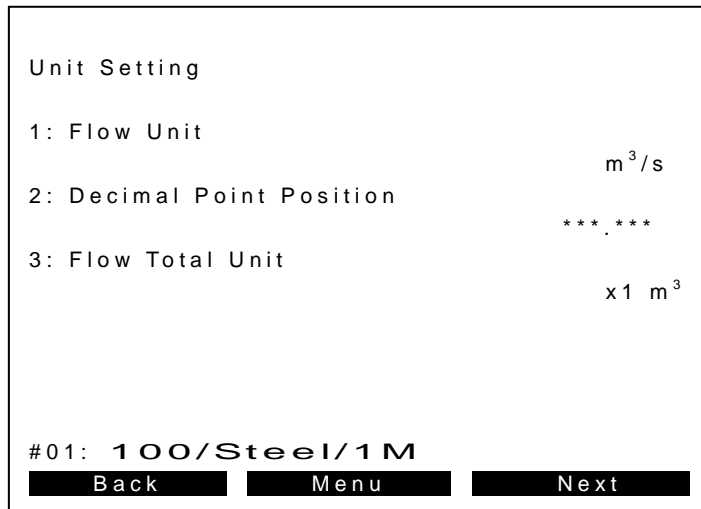 Unit Setting
1: Flow Unit
m³/s
2: Decimal Point Position
***.***
3: Flow Total Unit
x1 m³
#01: 100/Steel/1M
Back Menu Next